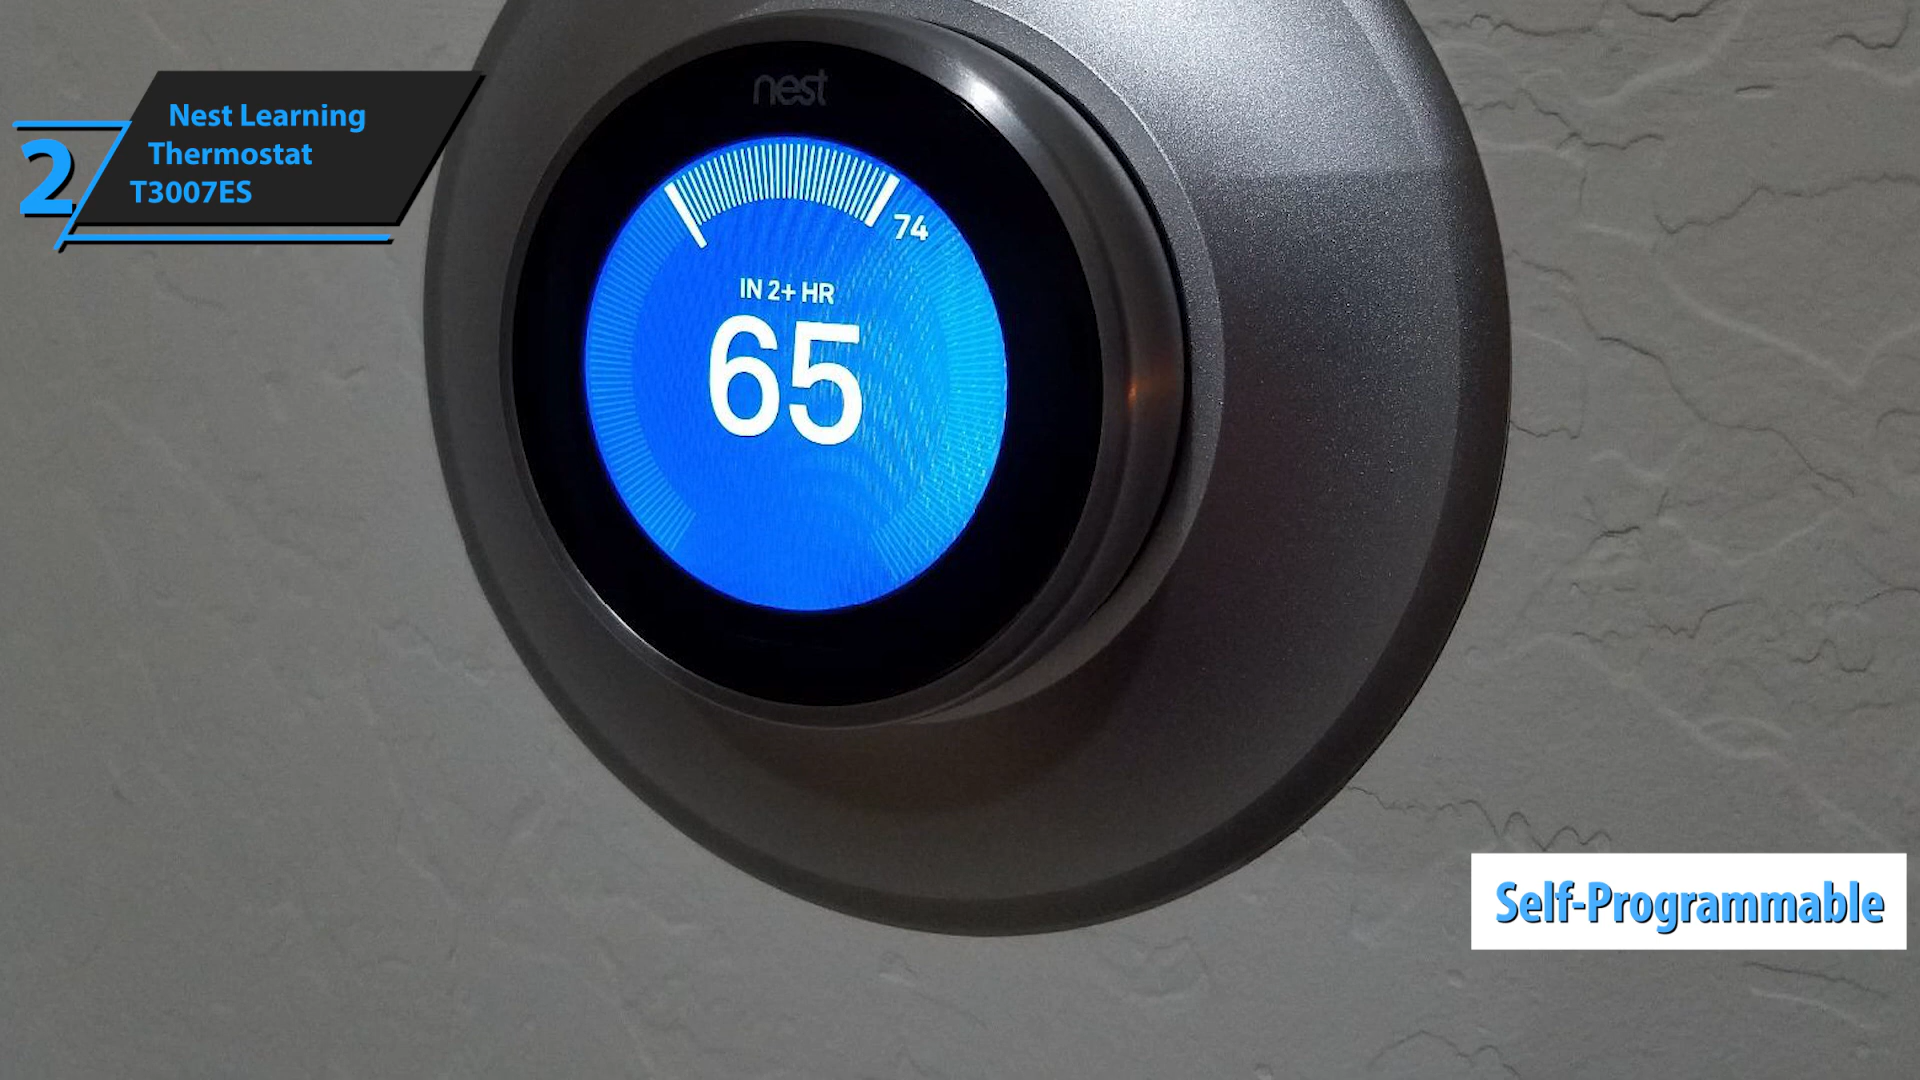 Nest Learning
Thermostat
T3007ES
2
nest
74
IN 2+ HR
65
Self-Programmable